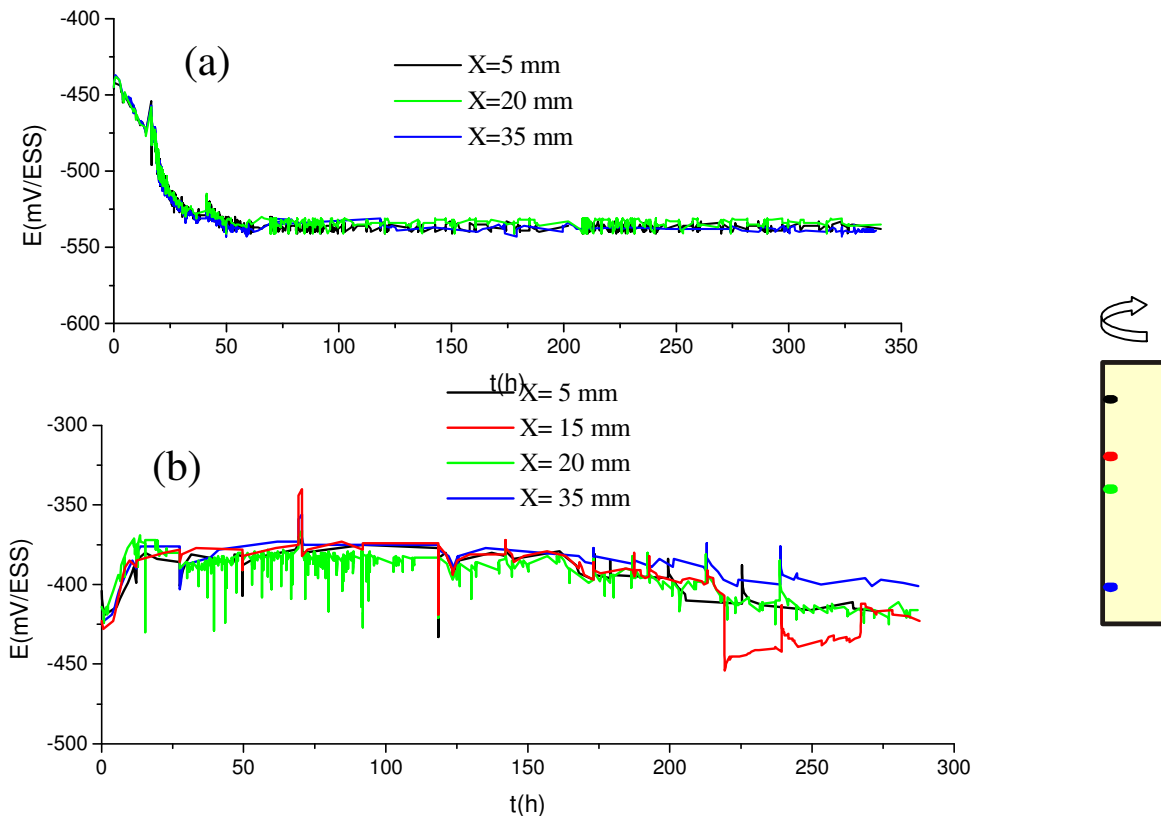 (a)
X=5 mm
X=20 mm
X=35 mm
E(mV/ESS)
-400
-450
-500
-550
-600
0 50 100 150 200 250 300 350
t(h)
(b)
X= 5 mm
X= 15 mm
X= 20 mm
X= 35 mm
E(mV/ESS)
-300
-350
-400
-450
-500
0 50 100 150 200 250 300
t(h)